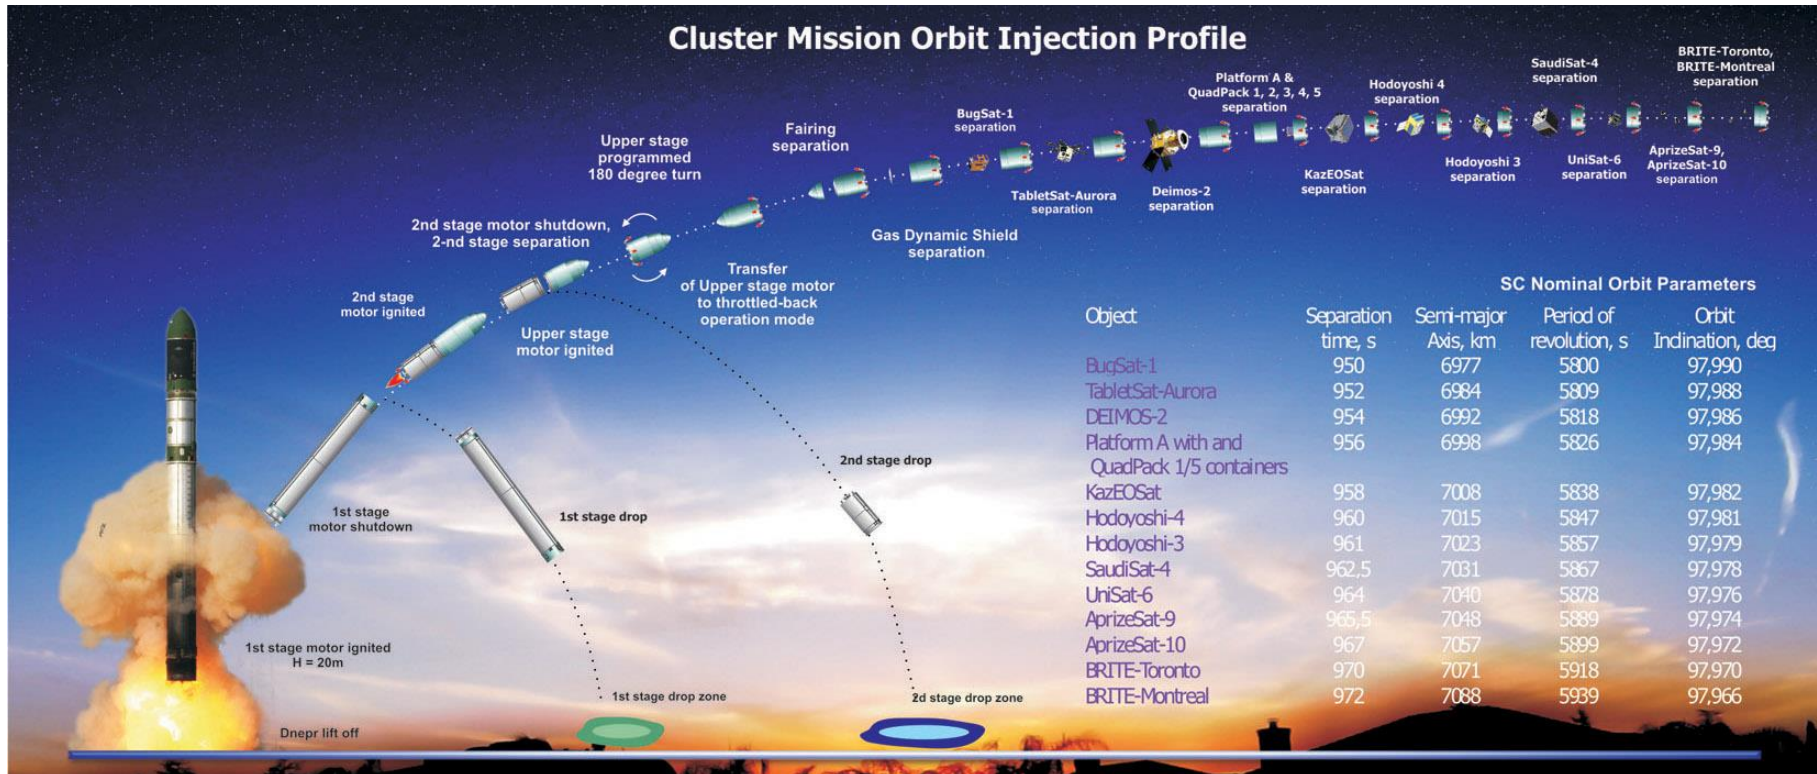 Cluster Mission Orbit Injection Profile
BRITE-Toronto,
BRITE-Montreal
separation
SaudiSat-4
separation
Hodoyoshi 4
separation
Platform A &
QuadPack 1, 2, 3, 4, 5
separation
BugSat-1
separation
Fairing
separation
Upper stage
programmed
180 degree turn
AprizeSat-9,
AprizeSat-10
separation
UniSat-6
separation
Hodoyoshi 3
separation
KazEOSat
separation
Deimos-2
separation
TabletSat-Aurora
separation
Gas Dynamic Shield
separation
2nd stage motor shutdown,
2-nd stage separation
Transfer
of Upper stage motor
to throttled-back
operation mode
2nd stage
motor ignited
Upper stage
motor ignited
2nd stage drop
1st stage
motor shutdown
1st stage drop
1st stage motor ignited
H = 20m
1st stage drop zone
2d stage drop zone
Dnepr lift off
SC Nominal Orbit Parameters
Object Separation time, s Semi-major Axis, km Period of revolution, s Orbit Inclination, deg
BugSat-1 950 6977 5800 97,990
TabletSat-Aurora 952 6984 5809 97,988
DEIMOS-2 954 6992 5818 97,986
Platform A with and 956 6998 5826 97,984
QuadPack 1/5 containers
KazEOSat 958 7008 5838 97,982
Hodoyoshi-4 960 7015 5847 97,981
Hodoyoshi-3 961 7023 5857 97,979
SaudiSat-4 962,5 7031 5867 97,978
UniSat-6 964 7040 5878 97,976
AprizeSat-9 965,5 7048 5889 97,974
AprizeSat-10 967 7057 5899 97,972
BRITE-Toronto 970 7071 5918 97,970
BRITE-Montreal 972 7088 5939 97,966